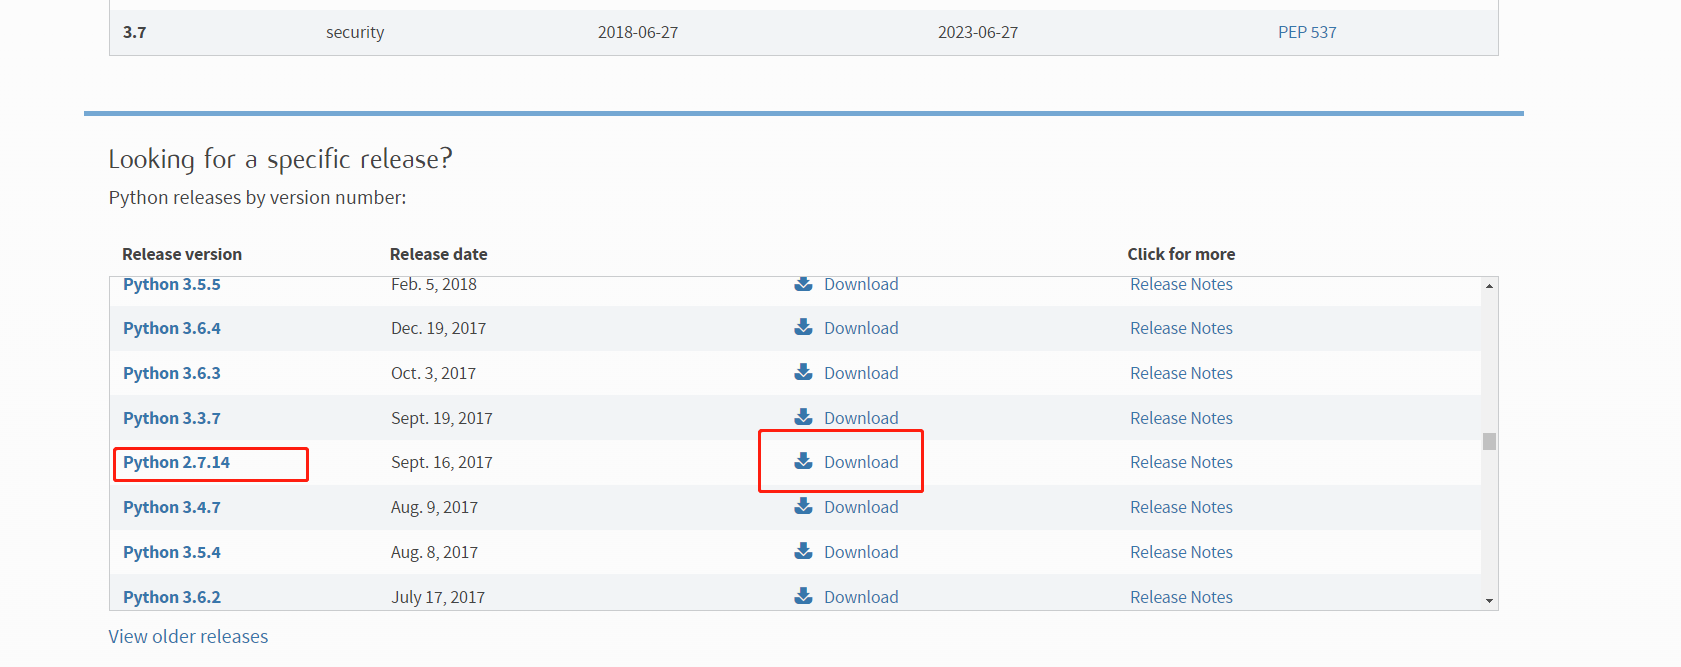 3.7 security 2018-06-27 2023-06-27 PEP 537
Looking for a specific release?
Python releases by version number:
Release version Release date Click for more
Python 3.5.5 Feb. 5, 2018 Download Release Notes
Python 3.6.4 Dec. 19, 2017 Download Release Notes
Python 3.6.3 Oct. 3, 2017 Download Release Notes
Python 3.3.7 Sept. 19, 2017 Download Release Notes
Python 2.7.14 Sept. 16, 2017 Download Release Notes
Python 3.4.7 Aug. 9, 2017 Download Release Notes
Python 3.5.4 Aug. 8, 2017 Download Release Notes
Python 3.6.2 July 17, 2017 Download Release Notes
View older releases